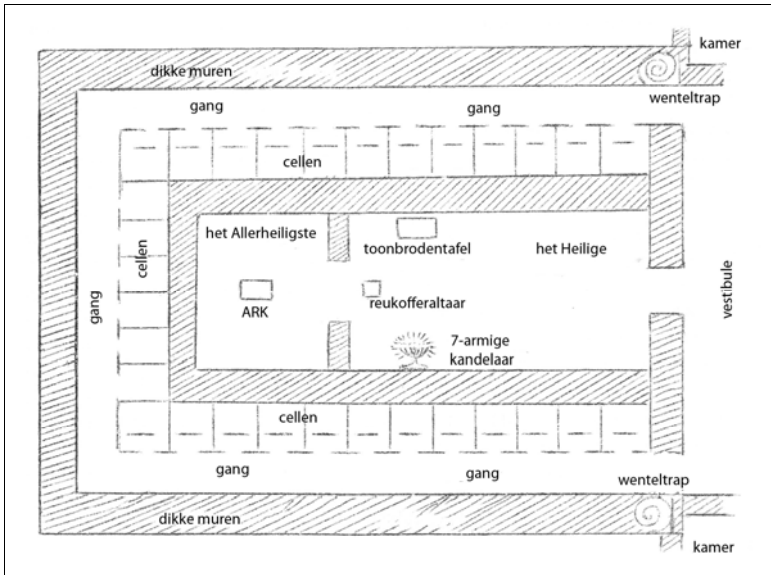 kamer
dikke muren
wenteltrap
gang
gang
cellen
het Allerheiligste
toonbrodentafel
het Heilige
cellen
gang
vestibule
ARK
reukofferaltaar
7-armige
kandelaar
cellen
gang
gang
wenteltrap
dikke muren
kamer